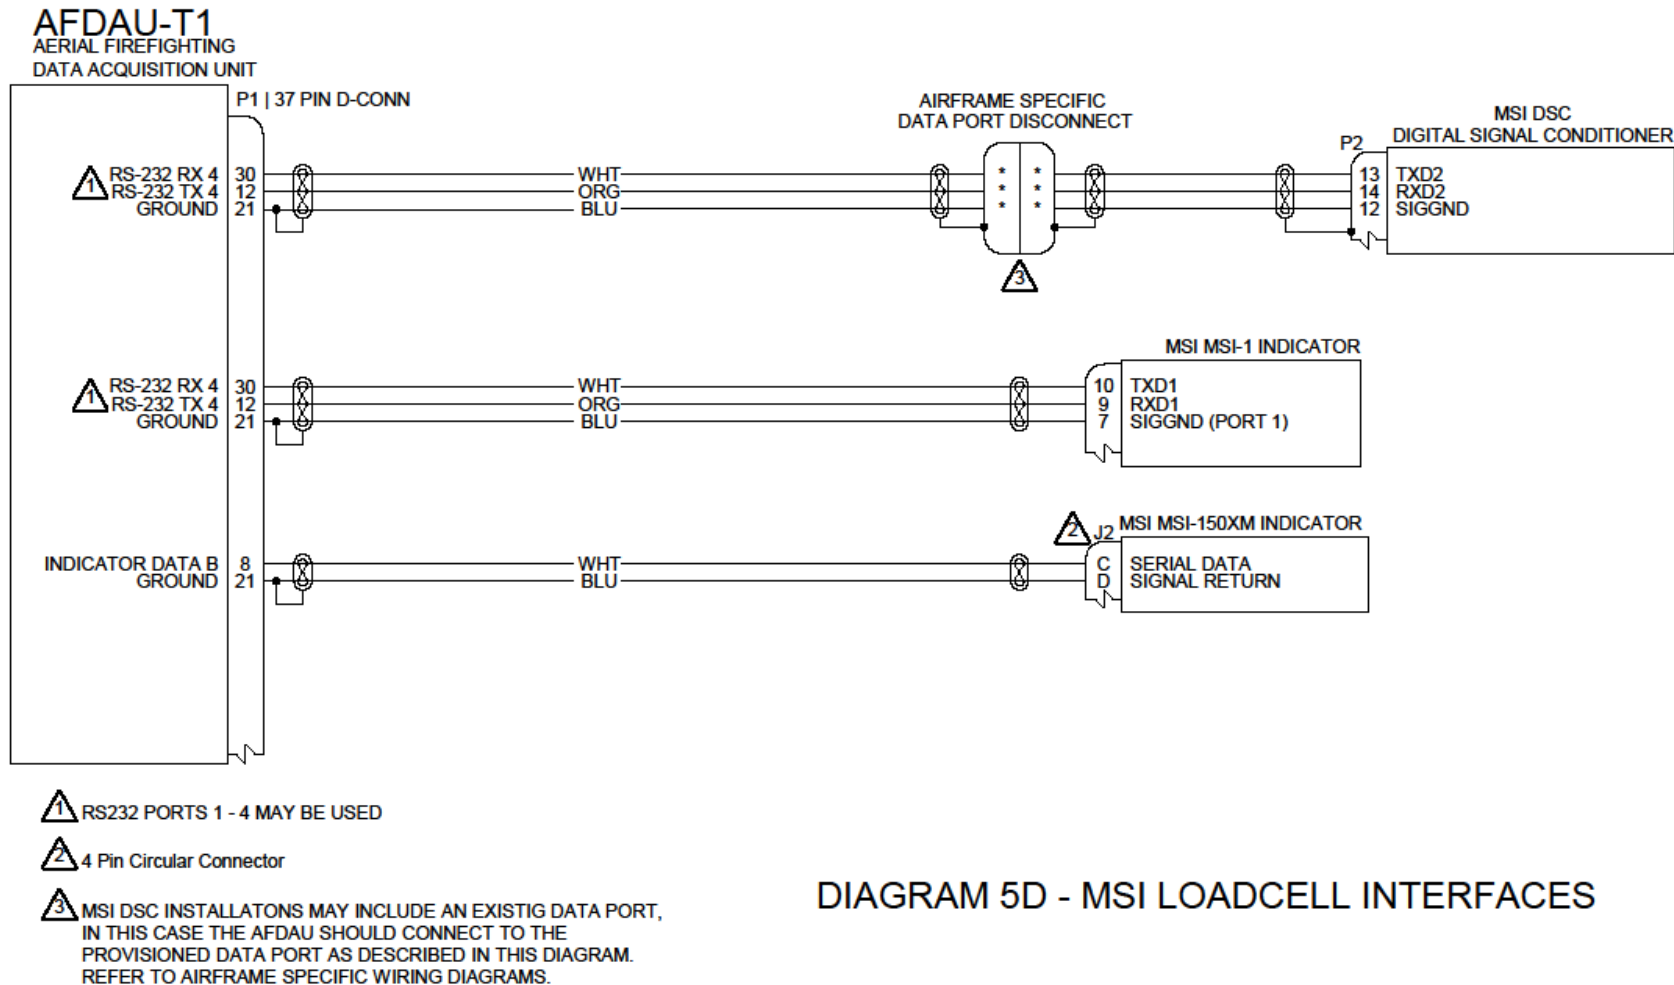 AFDAU-T1
AERIAL FIREFIGHTING
DATA ACQUISITION UNIT
P1 | 37 PIN D-CONN
AIRFRAME SPECIFIC
DATA PORT DISCONNECT
MSI DSC
DIGITAL SIGNAL CONDITIONER
P2
1 RS-232 RX 4 30 WHT * * 13 TXD2
RS-232 TX 4 12 ORG * * 14 RXD2
GROUND 21 BLU * * 12 SIGGND
3
MSI MSI-1 INDICATOR
1 RS-232 RX 4 30 WHT 10 TXD1
RS-232 TX 4 12 ORG 9 RXD1
GROUND 21 BLU 7 SIGGND (PORT 1)
2 J2 MSI MSI-150XM INDICATOR
INDICATOR DATA B 8 WHT C SERIAL DATA
GROUND 21 BLU D SIGNAL RETURN
1 RS232 PORTS 1 - 4 MAY BE USED
2 4 Pin Circular Connector
3 MSI DSC INSTALLATONS MAY INCLUDE AN EXISTIG DATA PORT,
IN THIS CASE THE AFDAU SHOULD CONNECT TO THE
PROVISIONED DATA PORT AS DESCRIBED IN THIS DIAGRAM.
REFER TO AIRFRAME SPECIFIC WIRING DIAGRAMS.
DIAGRAM 5D - MSI LOADCELL INTERFACES